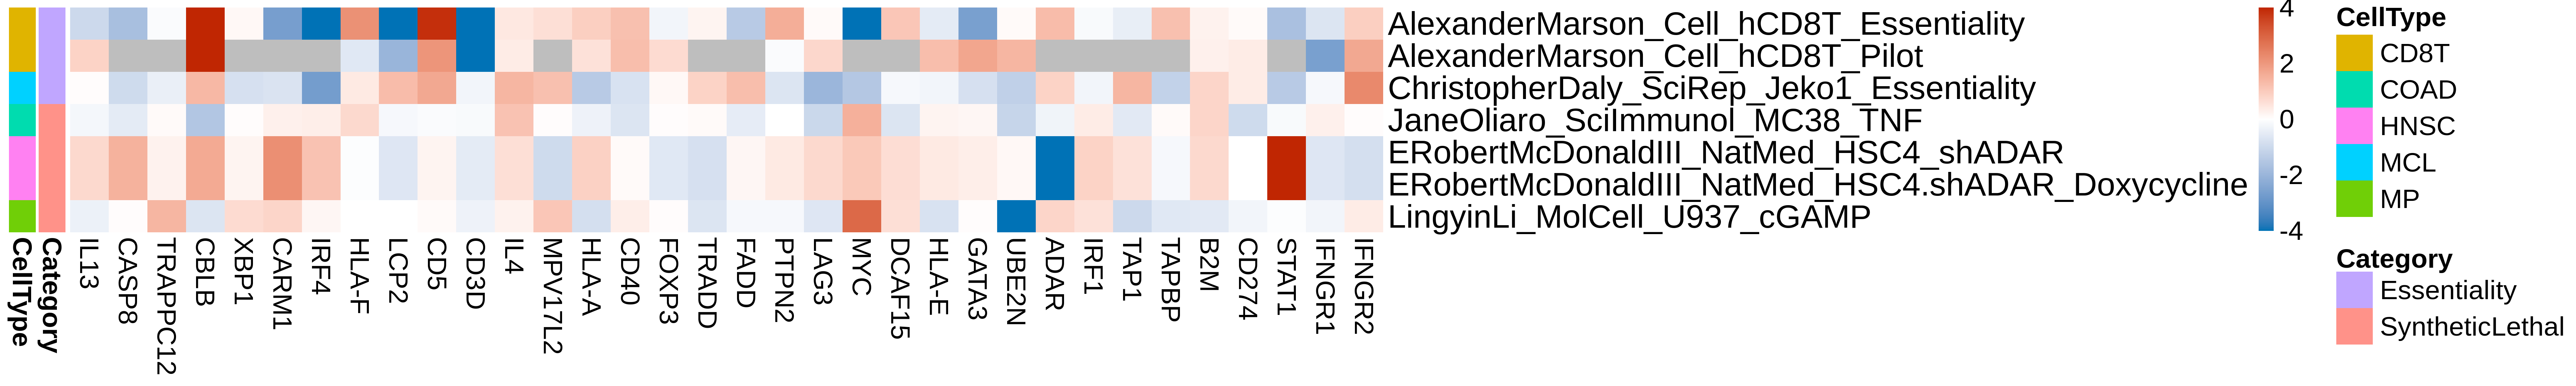 AlexanderMarson_Cell_hCD8T_Essentiality
AlexanderMarson_Cell_hCD8T_Pilot
ChristopherDaly_SciRep_Jeko1_Essentiality
JaneOliaro_SciImmunol_MC38_TNF
ERobertMcDonaldIII_NatMed_HSC4_shADAR
ERobertMcDonaldIII_NatMed_HSC4.shADAR_Doxycycline
LingyinLi_MolCell_U937_cGAMP
CellType
Category
IL13
CASP8
TRAPPC12
CBLB
XBP1
CARM1
IRF4
HLA-F
LCP2
CD5
CD3D
IL4
MPV17L2
HLA-A
CD40
FOXP3
TRADD
FADD
PTPN2
LAG3
MYC
DCAF15
HLA-E
GATA3
UBE2N
ADAR
IRF1
TAP1
TAPBP
B2M
CD274
STAT1
IFNGR1
IFNGR2
4
2
0
-2
-4
CellType
CD8T
COAD
HNSC
MCL
MP
Category
Essentiality
SyntheticLethal